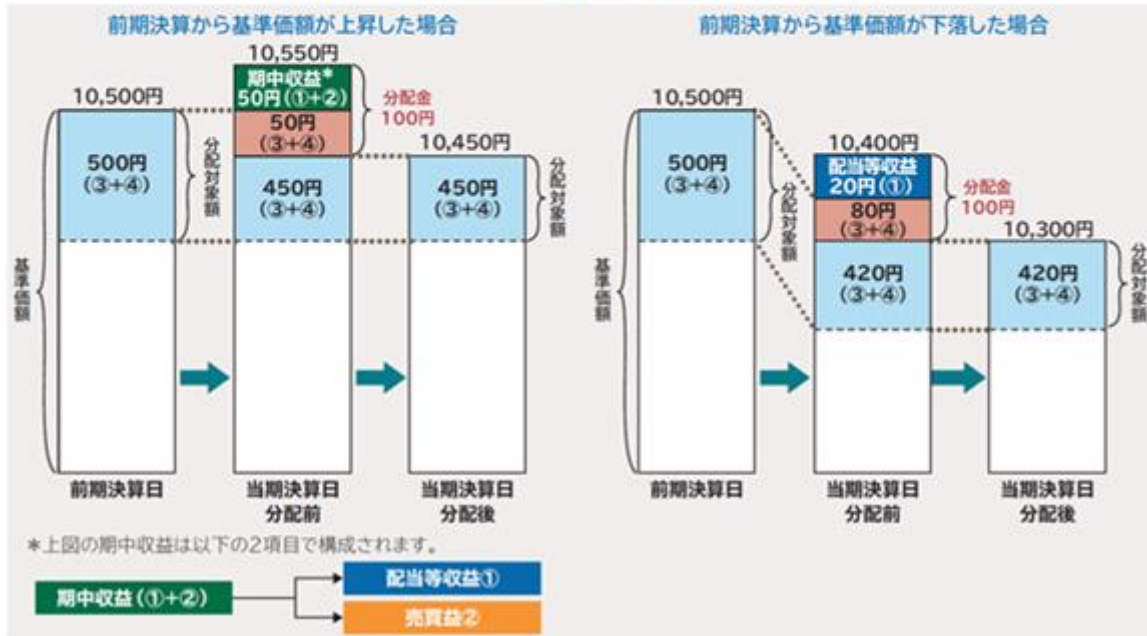 前期決算から基準価額が上昇した場合
10,500円
500円
(③+④)
分配対象額
基準価額
10,550円
期中収益*
50円(①+②)
50円
(③+④)
450円
(③+④)
分配金
100円
10,450円
450円
(③+④)
分配対象額
前期決算日
当期決算日
分配前
当期決算日
分配後
前期決算から基準価額が下落した場合
10,500円
500円
(③+④)
分配対象額
基準価額
10,400円
配当等収益
20円(①)
80円
(③+④)
420円
(③+④)
分配金
100円
10,300円
420円
(③+④)
分配対象額
前期決算日
当期決算日
分配前
当期決算日
分配後
*上図の期中収益は以下の2項目で構成されます。
期中収益(①+②)
配当等収益①
売買益②